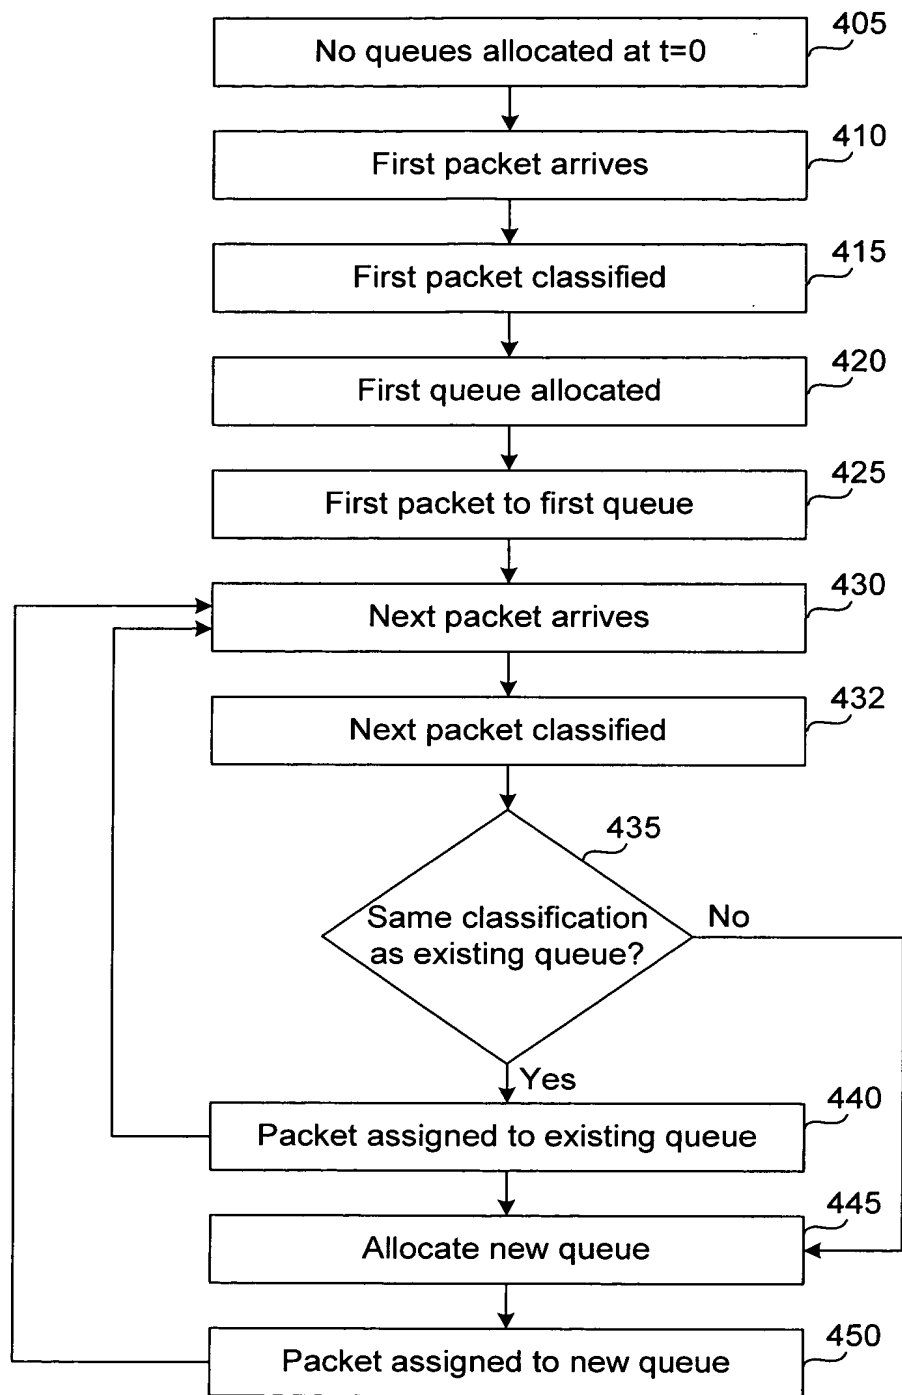 405
No queues allocated at t=0
410
First packet arrives
415
First packet classified
420
First queue allocated
425
First packet to first queue
430
Next packet arrives
432
Next packet classified
435
Same classification
as existing queue?
No
Yes
440
Packet assigned to existing queue
445
Allocate new queue
450
Packet assigned to new queue